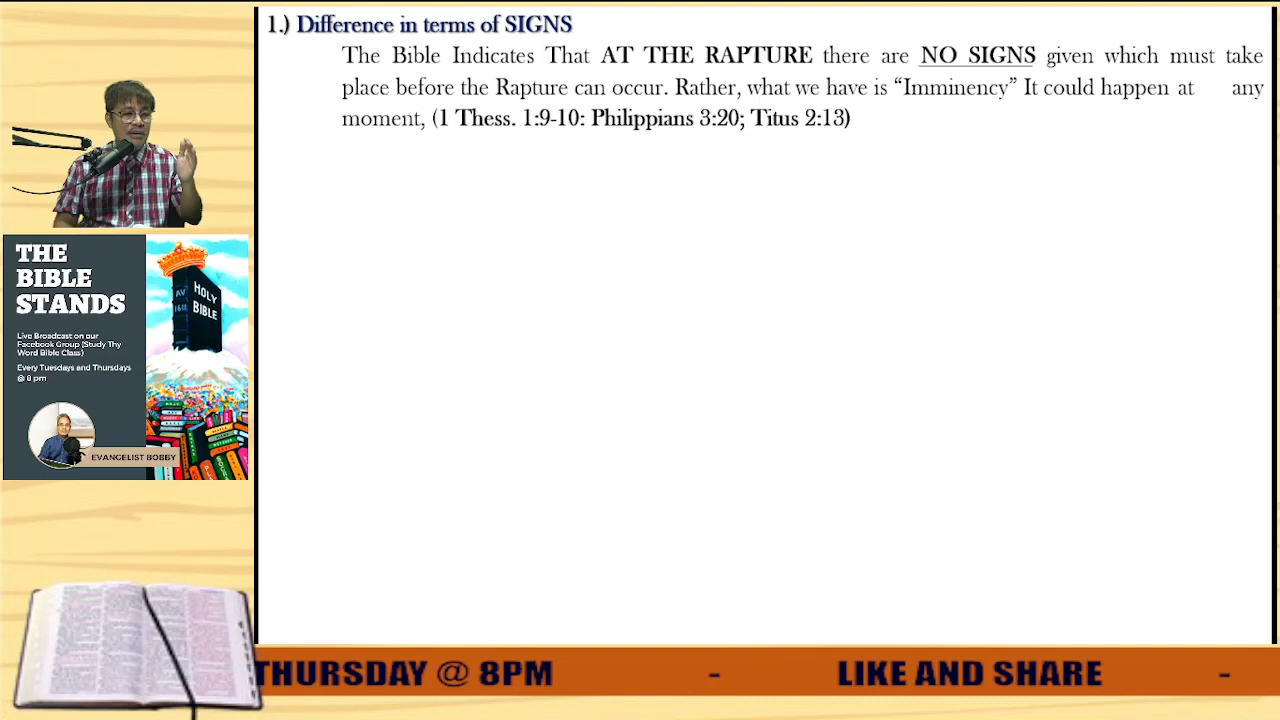 1.) Difference in terms of SIGNS
The Bible Indicates That AT THE RAPTURE there are NO SIGNS given which must take
place before the Rapture can occur. Rather, what we have is “Imminency” It could happen at any
moment, (1 Thess. 1:9-10: Philippians 3:20; Titus 2:13)
THE
BIBLE
STANDS
Live Broadcast on our
Facebook Group (Study Thy
Word Bible Class)
Every Tuesdays and Thursdays
@ 8 pm
EVANGELIST BOBBY
AV
1611
HOLY
BIBLE
THURSDAY @ 8PM - LIKE AND SHARE -